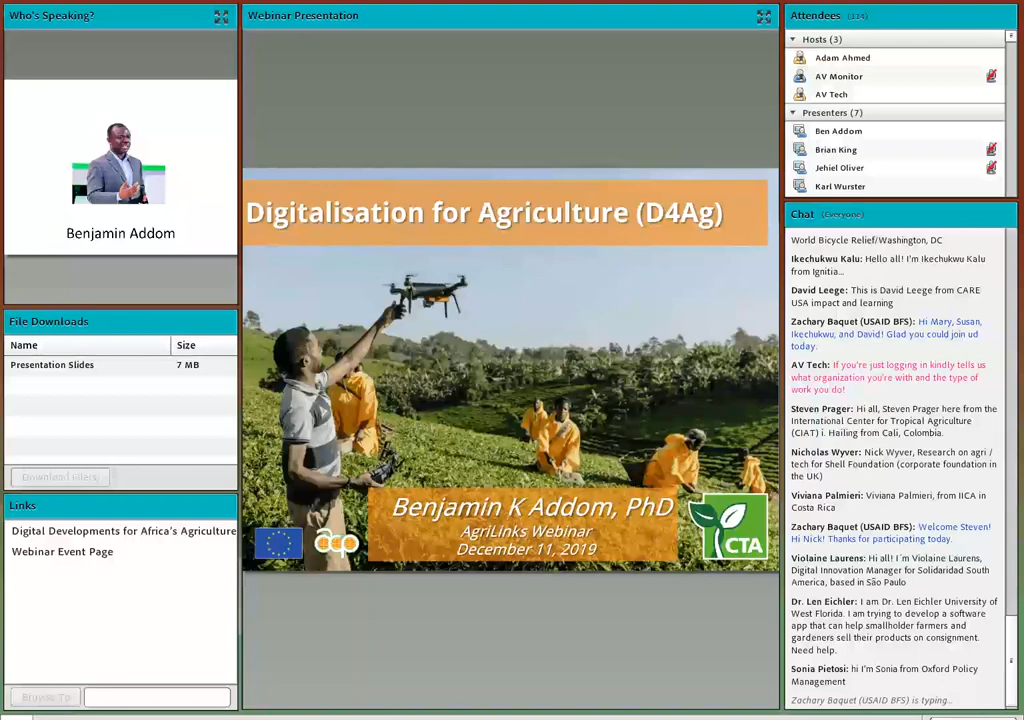 Who's Speaking?
Benjamin Addom
File Downloads
Name Size
Presentation Slides 7 MB
Download File(s)
Links
Digital Developments for Africa's Agriculture
Webinar Event Page
Browse To
Webinar Presentation
Digitalisation for Agriculture (D4Ag)
Benjamin K Addom, PhD
AgriLinks Webinar
December 11, 2019
acp
CTA
Attendees (114)
Hosts (3)
Adam Ahmed
AV Monitor
AV Tech
Presenters (7)
Ben Addom
Brian King
Jehiel Oliver
Karl Wurster
Chat (Everyone)
World Bicycle Relief/Washington, DC
Ikechukwu Kalu: Hello all! I'm Ikechukwu Kalu
from Ignitia...
David Leege: This is David Leege from CARE
USA impact and learning
Zachary Baquet (USAID BFS): Hi Mary, Susan,
Ikechukwu, and David! Glad you could join ud
today.
AV Tech: If you're just logging in kindly tells us
what organization you're with and the type of
work you do!
Steven Prager: Hi all, Steven Prager here from the
International Center for Tropical Agriculture
(CIAT) i. Hailing from Cali, Colombia.
Nicholas Wyver: Nick Wyver, Research on agri /
tech for Shell Foundation (corporate foundation in
the UK)
Viviana Palmieri: Viviana Palmieri, from IICA in
Costa Rica
Zachary Baquet (USAID BFS): Welcome Steven!
Hi Nick! Thanks for participating today.
Violaine Laurens: Hi all! I´m Violaine Laurens,
Digital Innovation Manager for Solidaridad South
America, based in São Paulo
Dr. Len Eichler: I am Dr. Len Eichler University of
West Florida. I am trying to develop a software
app that can help smallholder farmers and
gardeners sell their products on consignment.
Need help.
Sonia Pietosi: hi I'm Sonia from Oxford Policy
Management
Zachary Baquet (USAID BFS) is typing...